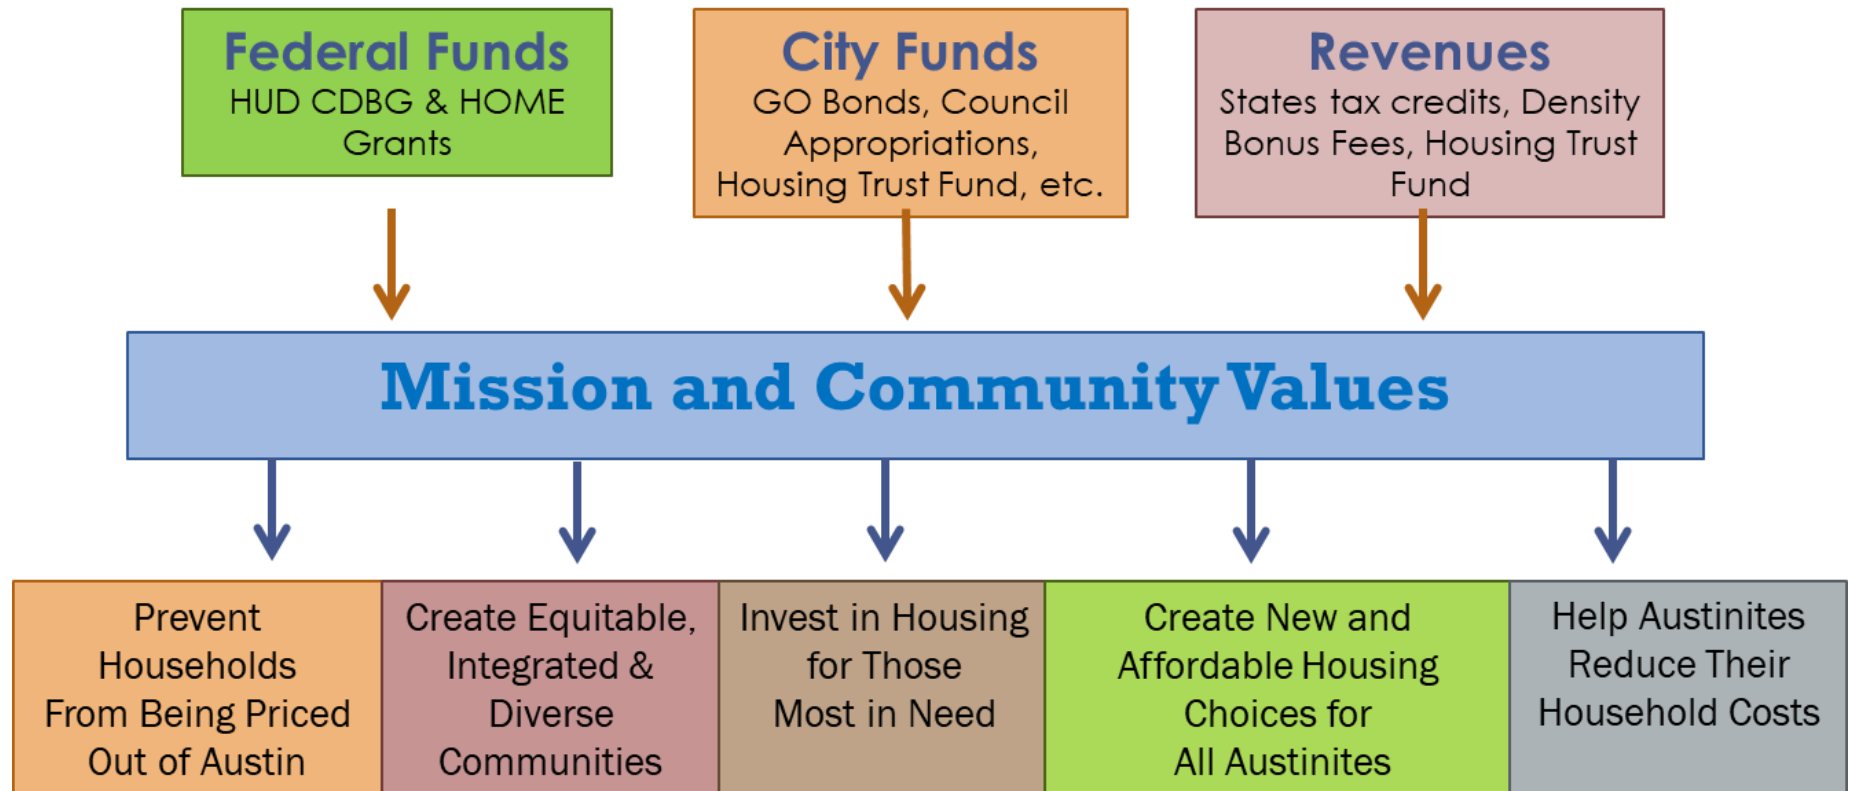 Federal Funds
HUD CDBG & HOME
Grants
City Funds
GO Bonds, Council
Appropriations,
Housing Trust Fund, etc.
Revenues
States tax credits, Density
Bonus Fees, Housing Trust
Fund
Mission and Community Values
Prevent
Households
From Being Priced
Out of Austin
Create Equitable,
Integrated &
Diverse
Communities
Invest in Housing
for Those
Most in Need
Create New and
Affordable Housing
Choices for
All Austinites
Help Austinites
Reduce Their
Household Costs